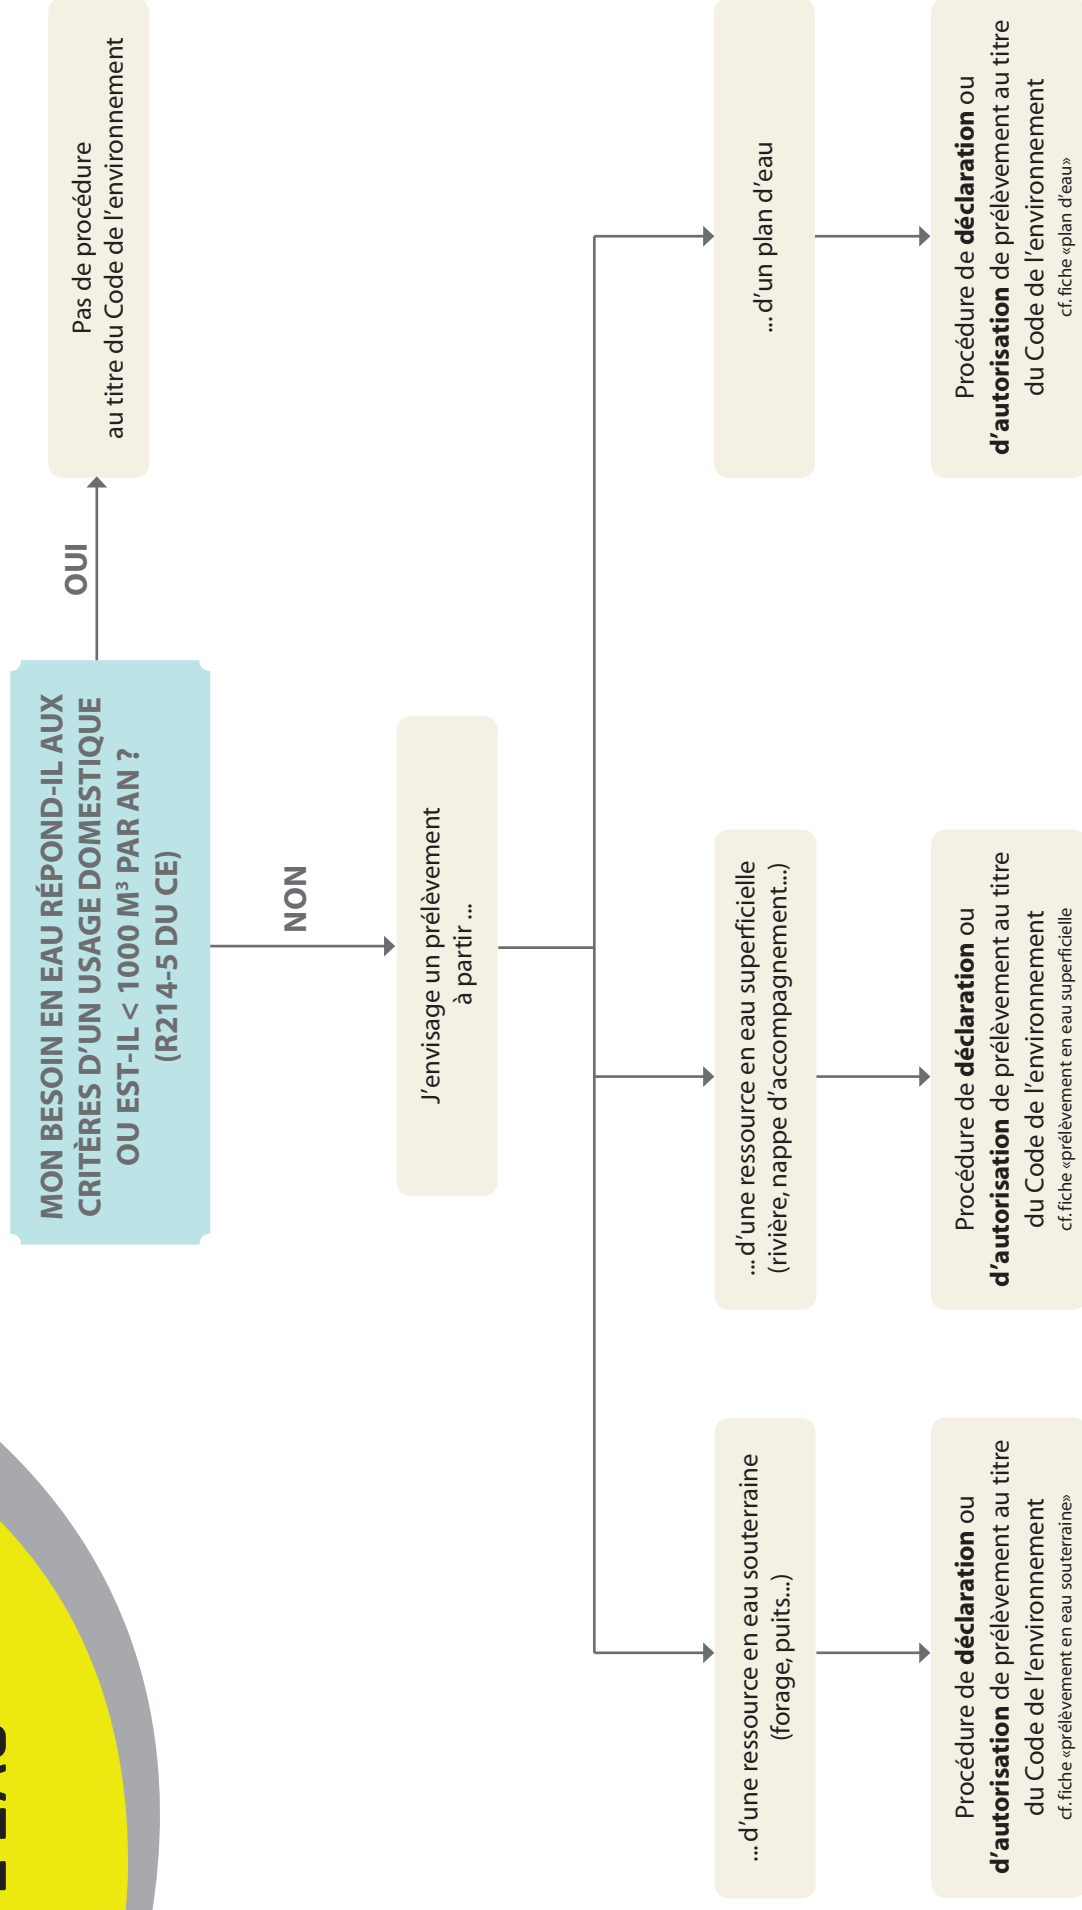 MON BESOIN EN EAU RÉPOND-IL AUX
CRITÈRES D'UN USAGE DOMESTIQUE
OU EST-IL < 1000 M³ PAR AN ?
(R214-5 DU CE)
OUI
Pas de procédure
au titre du Code de l'environnement
NON
J'envisage un prélèvement
à partir ...
...d'une ressource en eau souterraine
(forage, puits...)
...d'une ressource en eau superficielle
(rivière, nappe d'accompagnement...)
...d'un plan d'eau
Procédure de déclaration ou
d'autorisation de prélèvement au titre
du Code de l'environnement
cf. fiche «prélèvement en eau souterraine»
Procédure de déclaration ou
d'autorisation de prélèvement au titre
du Code de l'environnement
cf. fiche «prélèvement en eau superficielle
Procédure de déclaration ou
d'autorisation de prélèvement au titre
du Code de l'environnement
cf. fiche «plan d'eau»